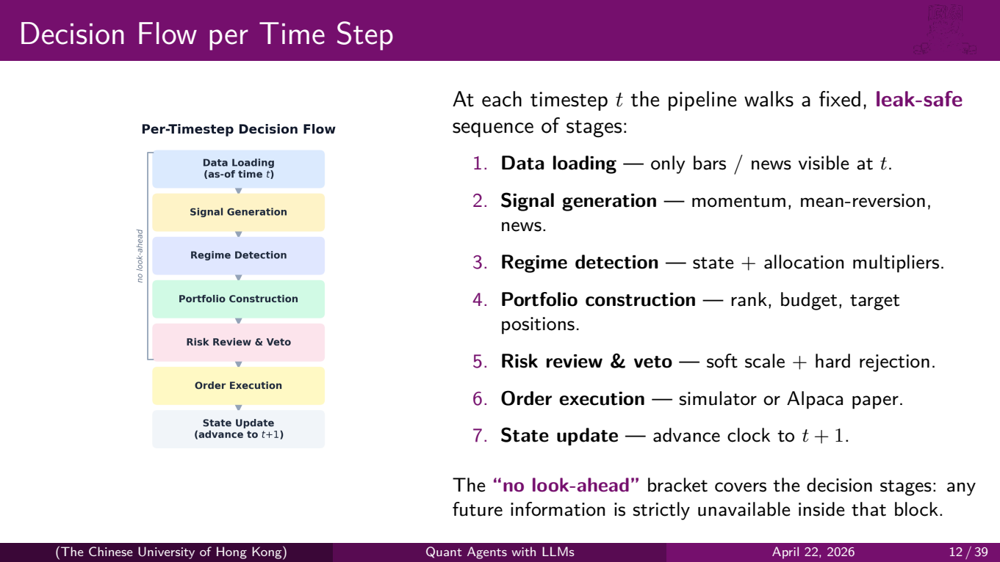 Decision Flow per Time Step
Per-Timestep Decision Flow
Data Loading
(as-of time t)
Signal Generation
Regime Detection
Portfolio Construction
Risk Review & Veto
Order Execution
State Update
(advance to t+1)
no look-ahead
At each timestep t the pipeline walks a fixed, leak-safe
sequence of stages:
1. Data loading — only bars / news visible at t.
2. Signal generation — momentum, mean-reversion,
news.
3. Regime detection — state + allocation multipliers.
4. Portfolio construction — rank, budget, target
positions.
5. Risk review & veto — soft scale + hard rejection.
6. Order execution — simulator or Alpaca paper.
7. State update — advance clock to t + 1.
The “no look-ahead” bracket covers the decision stages: any
future information is strictly unavailable inside that block.
(The Chinese University of Hong Kong)
Quant Agents with LLMs
April 22, 2026
12 / 39